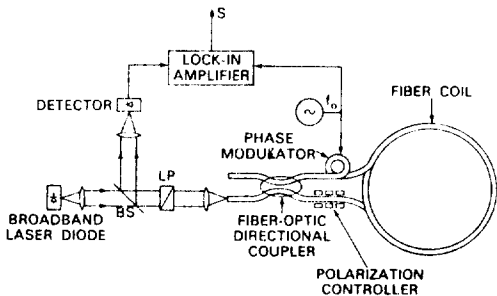 S
LOCK-IN
AMPLIFIER
DETECTOR
f₀
FIBER COIL
PHASE
MODULATOR
LP
BS
BROADBAND
LASER DIODE
FIBER-OPTIC
DIRECTIONAL
COUPLER
POLARIZATION
CONTROLLER